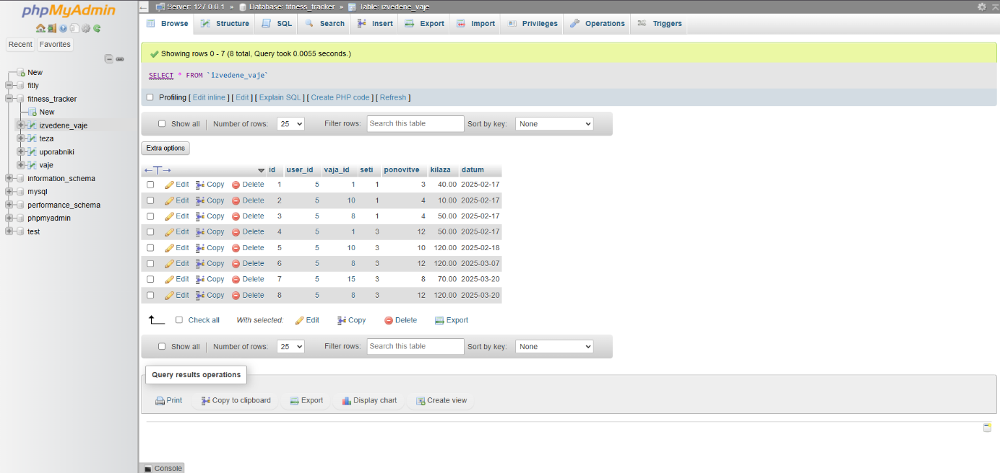 phpMyAdmin
Recent Favorites
New
fitly
fitness_tracker
New
izvedene_vaje
teza
uporabniki
vaje
information_schema
mysql
performance_schema
phpmyadmin
test
Server: 127.0.0.1 » Database: fitness_tracker » Table: izvedene_vaje
Browse Structure SQL Search Insert Export Import Privileges Operations Triggers
Showing rows 0 - 7 (8 total, Query took 0.0055 seconds.)
SELECT * FROM `izvedene_vaje`
Profiling [ Edit inline ] [ Edit ] [ Explain SQL ] [ Create PHP code ] [ Refresh ]
Show all Number of rows: 25 Filter rows: Search this table Sort by key: None
Extra options
id user_id vaja_id seti ponovitve kilaza datum
Edit Copy Delete 1 5 1 1 3 40.00 2025-02-17
Edit Copy Delete 2 5 10 1 4 10.00 2025-02-17
Edit Copy Delete 3 5 8 1 4 50.00 2025-02-17
Edit Copy Delete 4 5 1 3 12 50.00 2025-02-17
Edit Copy Delete 5 5 10 3 10 120.00 2025-02-18
Edit Copy Delete 6 5 8 3 12 120.00 2025-03-07
Edit Copy Delete 7 5 15 3 8 70.00 2025-03-20
Edit Copy Delete 8 5 8 3 12 120.00 2025-03-20
Check all With selected: Edit Copy Delete Export
Show all Number of rows: 25 Filter rows: Search this table Sort by key: None
Query results operations
Print Copy to clipboard Export Display chart Create view
Console